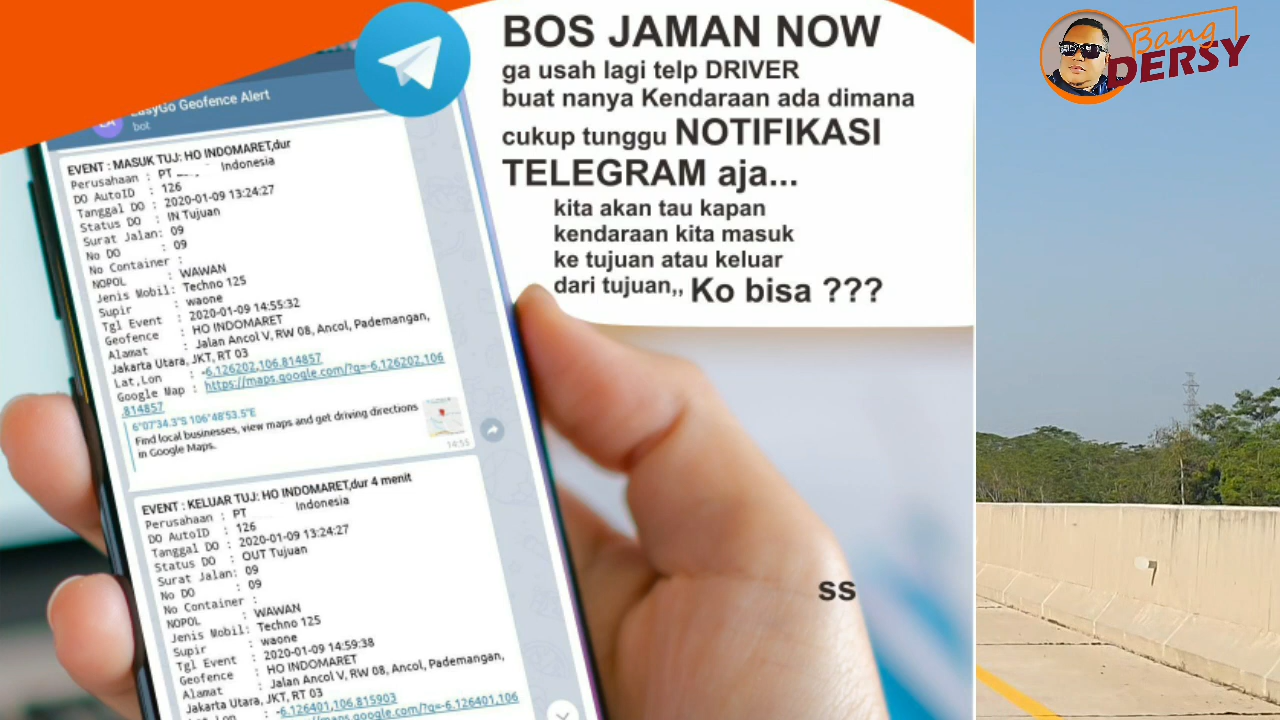 BOS JAMAN NOW
ga usah lagi telp DRIVER
buat nanya Kendaraan ada dimana
cukup tunggu NOTIFIKASI
TELEGRAM aja...
kita akan tau kapan
kendaraan kita masuk
ke tujuan atau keluar
dari tujuan,, Ko bisa ???
Bang
DERSY
EasyGo Geofence Alert
bot
EVENT : MASUK TUJ: HO INDOMARET,dur
Perusahaan : PT Indonesia
DO AutoID : 126
Tanggal DO : 2020-01-09 13:24:27
Status DO : IN Tujuan
Surat Jalan: 09
No DO : 09
No Container :
NOPOL : WAWAN
Jenis Mobil: Techno 125
Supir : waone
Tgl Event : 2020-01-09 14:55:32
Geofence : HO INDOMARET
Alamat : Jalan Ancol V, RW 08, Ancol, Pademangan,
Jakarta Utara, JKT, RT 03
Lat,Lon : -6.126202,106.814857
Google Map : https://maps.google.com/?q=-6.126202,106
.814857
6°07'34.3"S 106°48'53.5"E
Find local businesses, view maps and get driving directions
in Google Maps.
14:55
EVENT : KELUAR TUJ: HO INDOMARET,dur 4 menit
Perusahaan : PT Indonesia
DO AutoID : 126
Tanggal DO : 2020-01-09 13:24:27
Status DO : OUT Tujuan
Surat Jalan: 09
No DO : 09
No Container :
NOPOL : WAWAN
Jenis Mobil: Techno 125
Supir : waone
Tgl Event : 2020-01-09 14:59:38
Geofence : HO INDOMARET
Alamat : Jalan Ancol V, RW 08, Ancol, Pademangan,
Jakarta Utara, JKT, RT 03
Lat,Lon : -6.126401,106.815903
maps.google.com/?q=-6.126401,106
ss